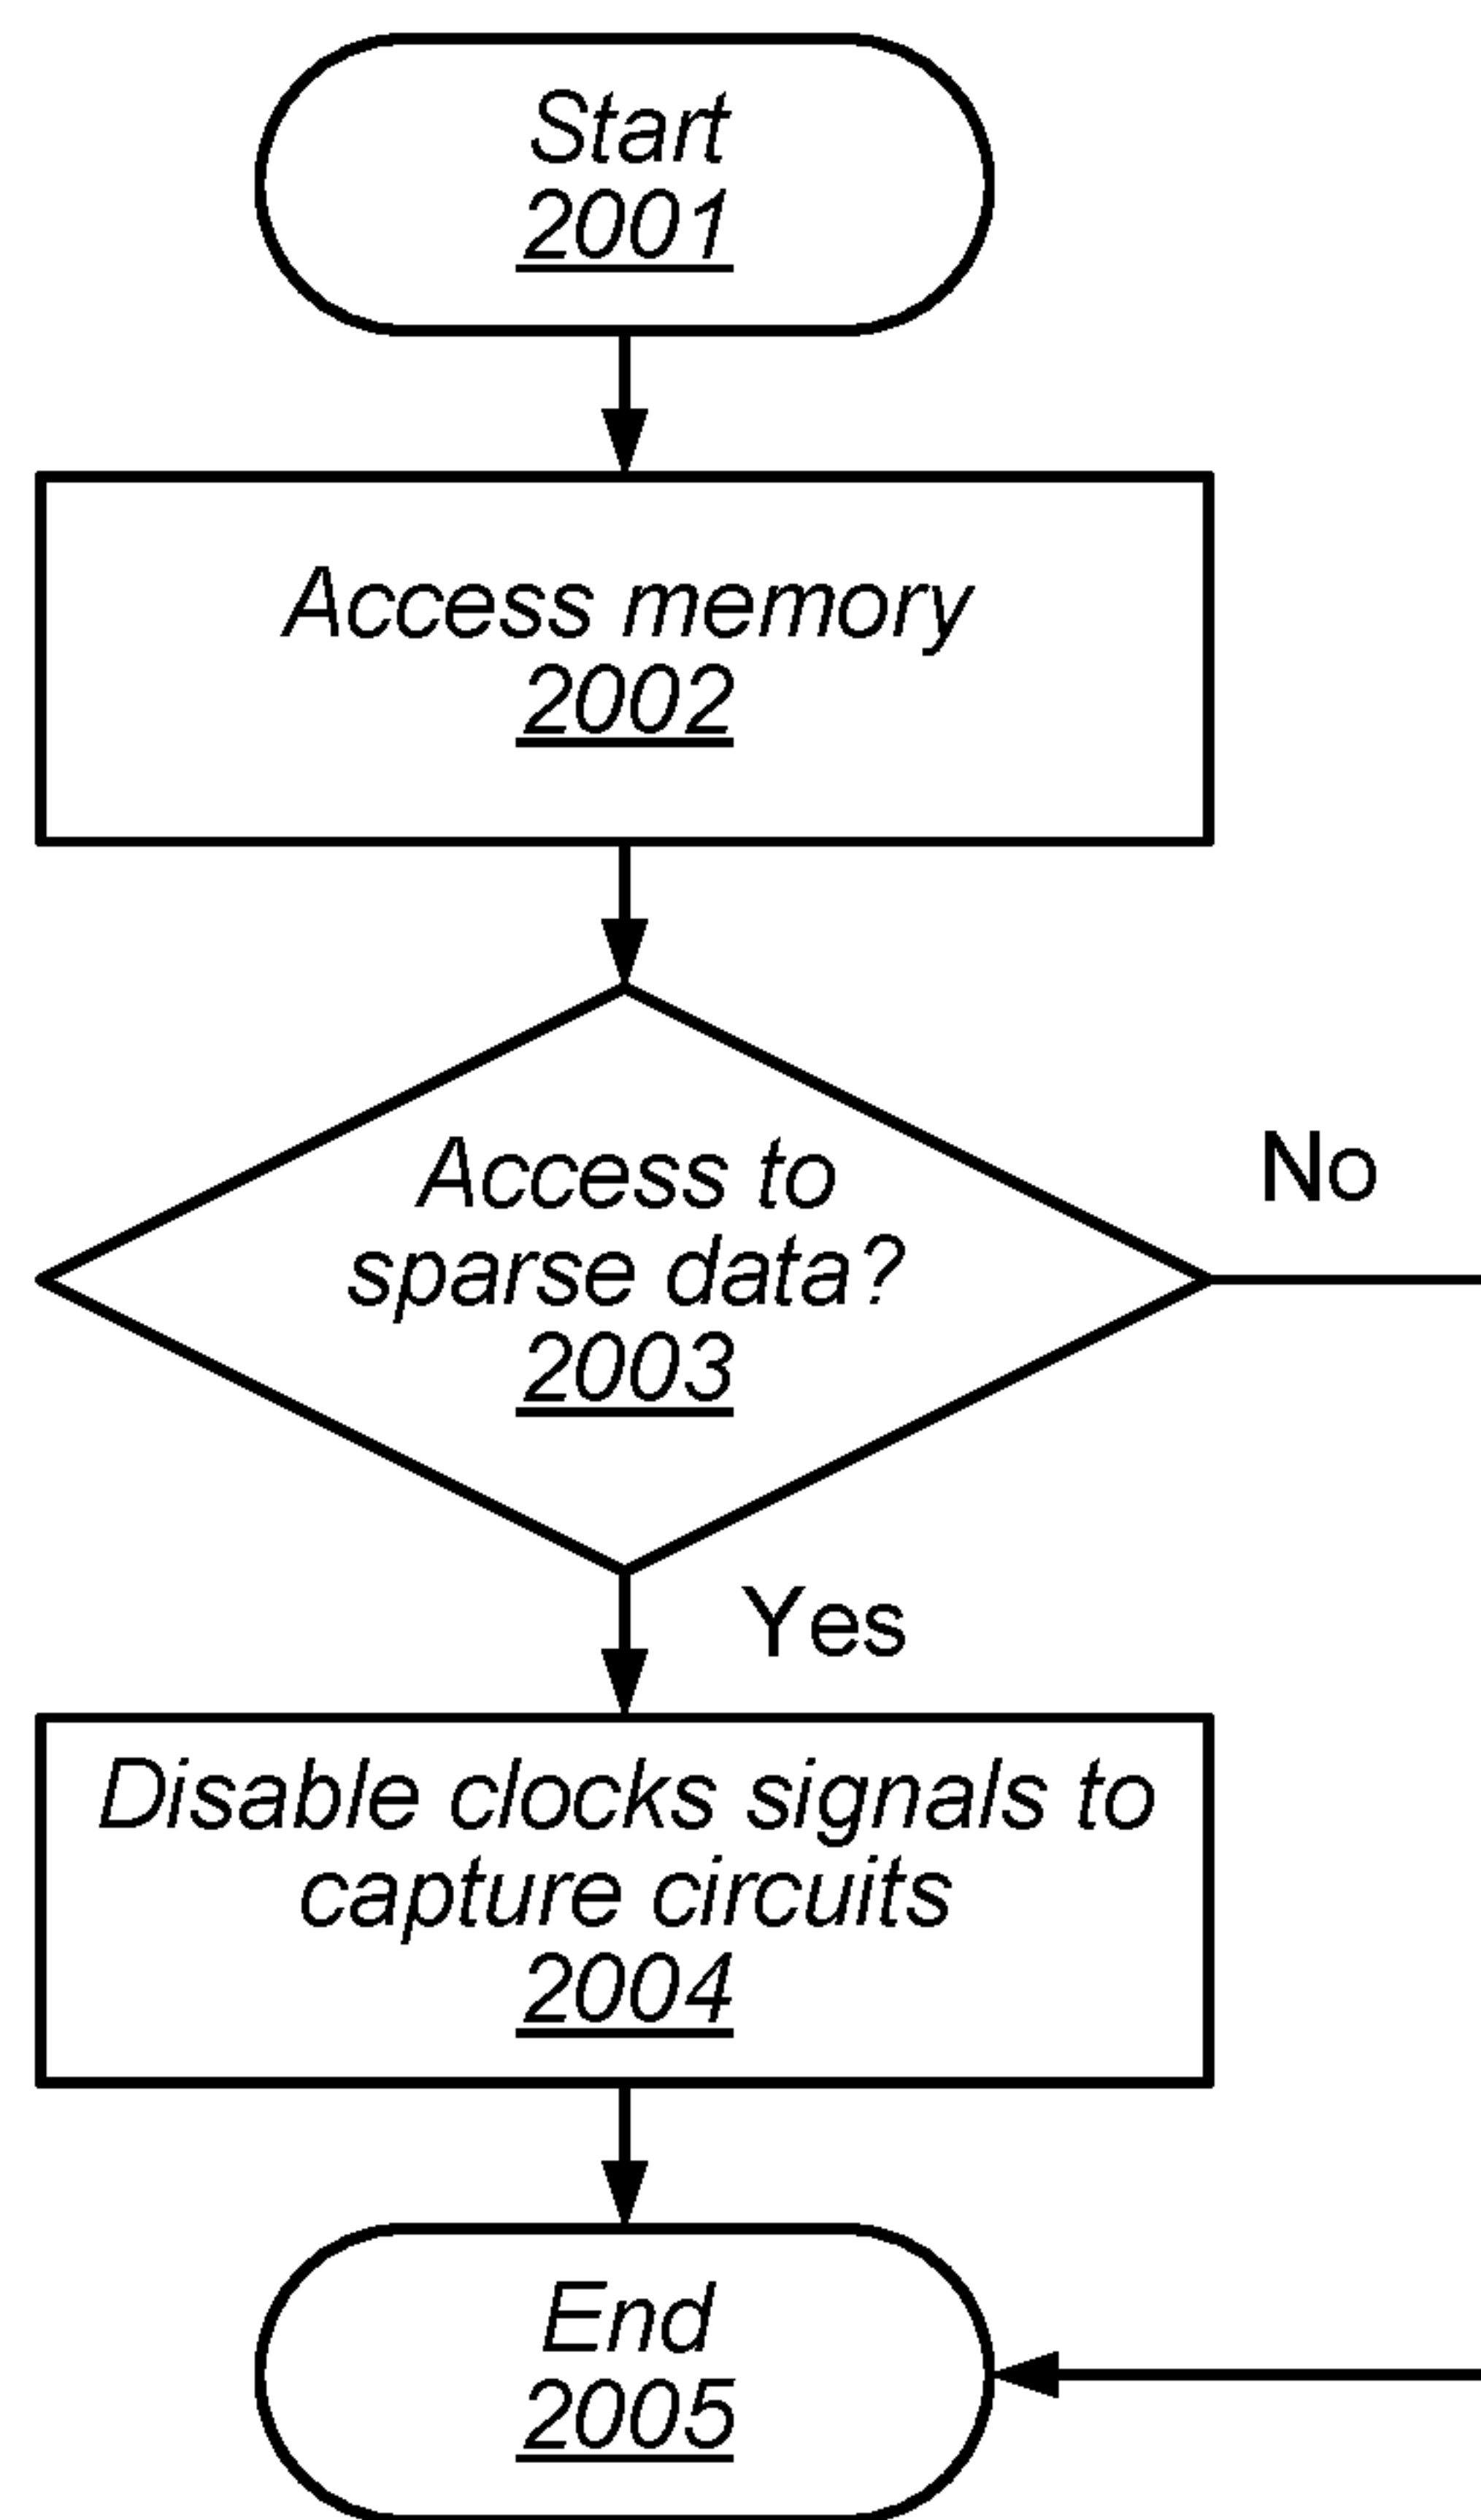 Start
2001
Access memory
2002
Access to
sparse data?
2003
No
Yes
Disable clocks signals to
capture circuits
2004
End
2005